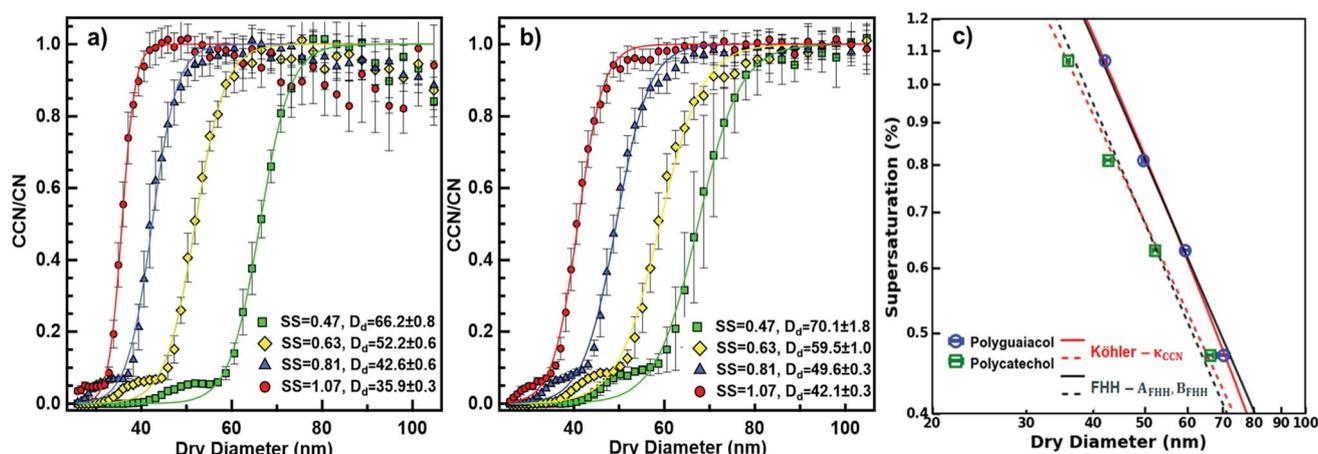 a)
CCN/CN
1.0
0.8
0.6
0.4
0.2
0.0
SS=0.47, Dd=66.2±0.8
SS=0.63, Dd=52.2±0.6
SS=0.81, Dd=42.6±0.6
SS=1.07, Dd=35.9±0.3
40 60 80 100
Dry Diameter (nm)
b)
CCN/CN
1.0
0.8
0.6
0.4
0.2
0.0
SS=0.47, Dd=70.1±1.8
SS=0.63, Dd=59.5±1.0
SS=0.81, Dd=49.6±0.3
SS=1.07, Dd=42.1±0.3
40 60 80 100
Dry Diameter (nm)
c)
Supersaturation (%)
1.2
1.1
1.0
0.9
0.8
0.7
0.6
0.5
0.4
Polyguaiacol
Polycatechol
Köhler – κCCN
FHH – AFHH, BFHH
20 30 40 50 60 70 80 90 100
Dry Diameter (nm)